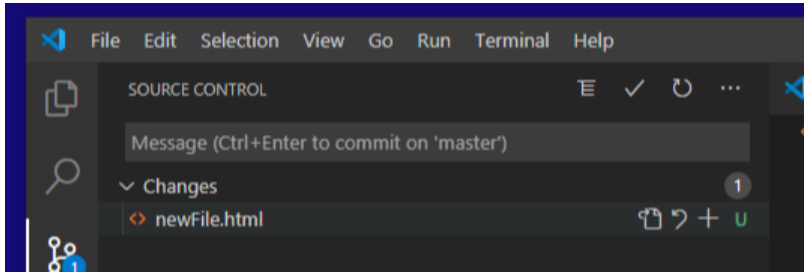 File Edit Selection View Go Run Terminal Help
SOURCE CONTROL
Message (Ctrl+Enter to commit on 'master')
Changes 1
newFile.html U
1